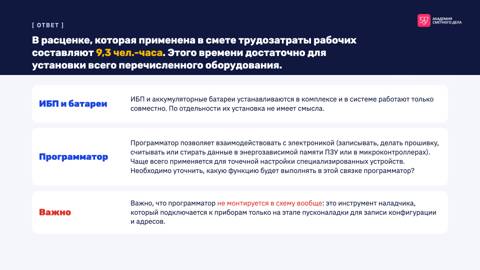 [ ОТВЕТ ]
АКАДЕМИЯ
СМЕТНОГО ДЕЛА
В расценке, которая применена в смете трудозатраты рабочих
составляют 9,3 чел.-часа. Этого времени достаточно для
установки всего перечисленного оборудования.
ИБП и батареи
ИБП и аккумуляторные батареи устанавливаются в комплексе и в системе работают только
совместно. По отдельности их установка не имеет смысла.
Программатор
Программатор позволяет взаимодействовать с электроникой (записывать, делать прошивку,
считывать или стирать данные в энергозависимой памяти ПЗУ или в микроконтроллерах).
Чаще всего применяется для точечной настройки специализированных устройств.
Необходимо уточнить, какую функцию будет выполнять в этой связке программатор?
Важно
Важно, что программатор не монтируется в схему вообще: это инструмент наладчика,
который подключается к приборам только на этапе пусконаладки для записи конфигурации
и адресов.